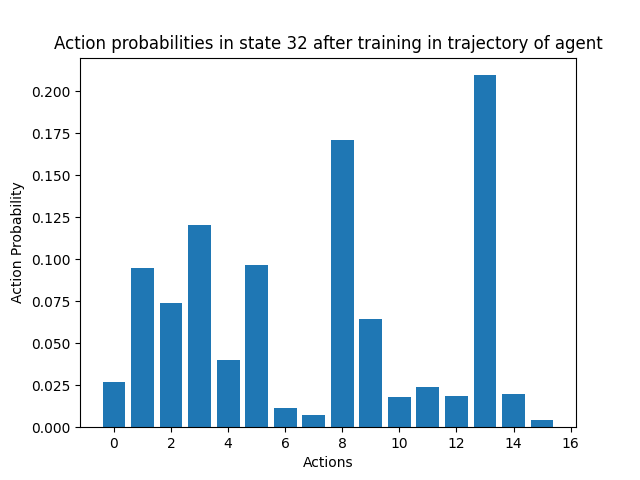 Action probabilities in state 32 after training in trajectory of agent
0.200
0.175
0.150
0.125
0.100
0.075
0.050
0.025
0.000
Action Probability
0 2 4 6 8 10 12 14 16
Actions